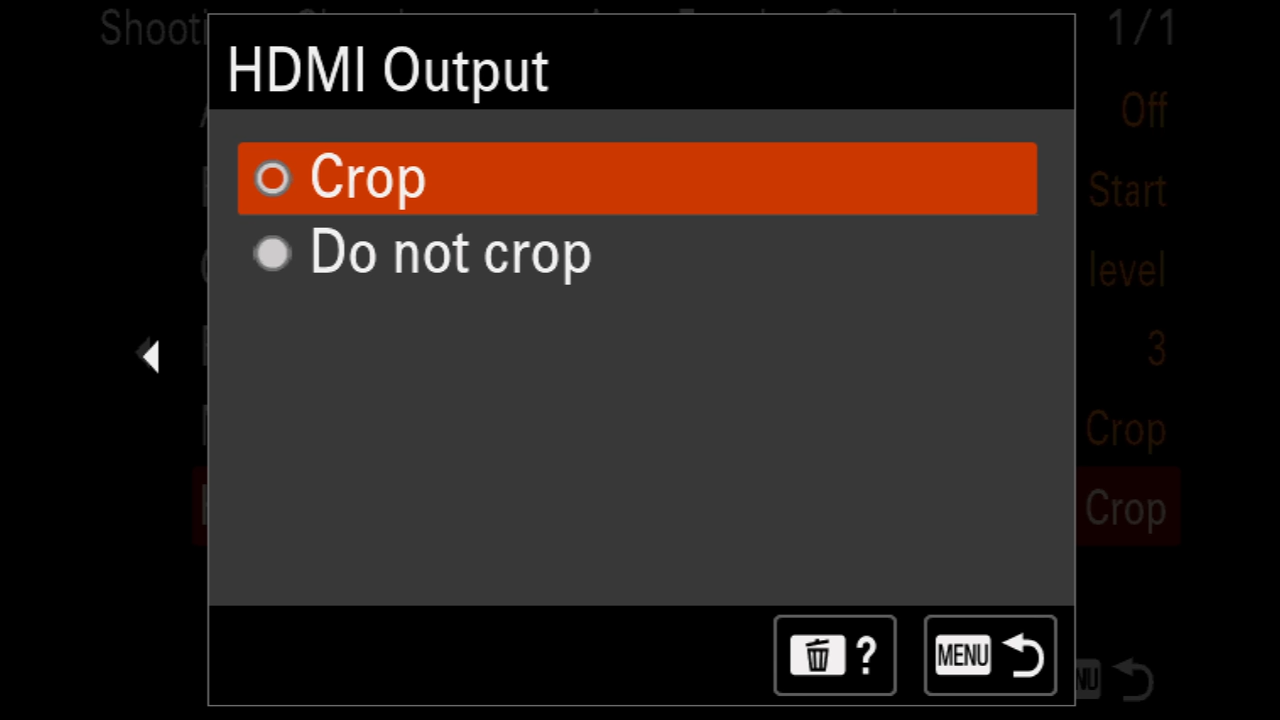 1/1
HDMI Output
Off
Crop
Start
Do not crop
level
3
Crop
Crop
?
MENU